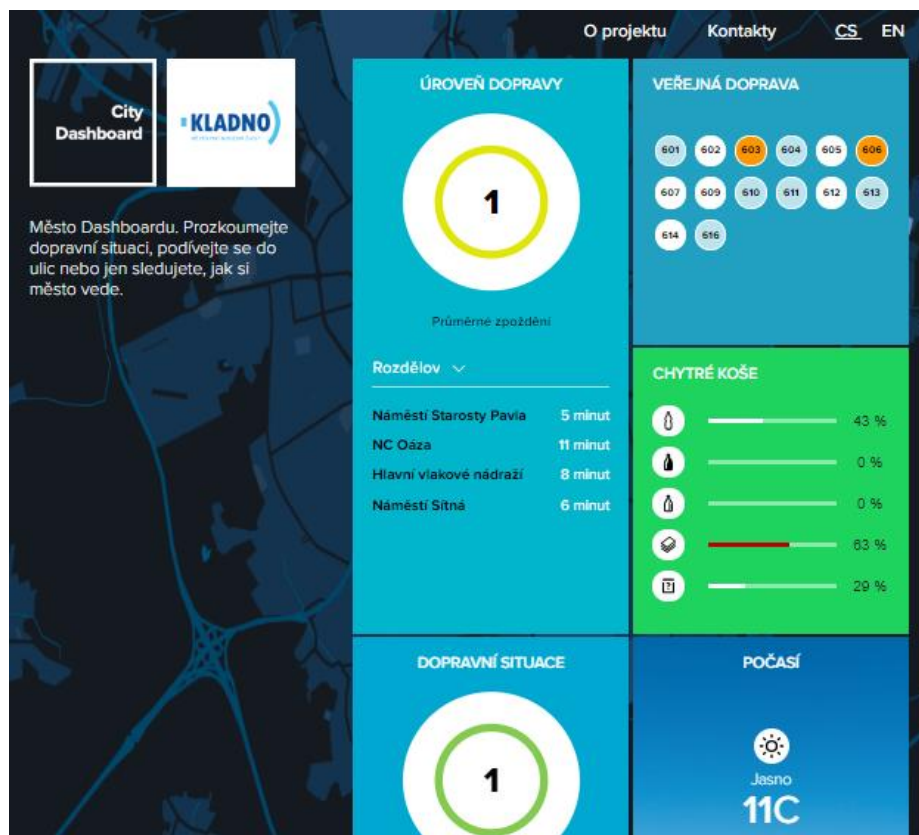 O projektu Kontakty CS EN
City
Dashboard
KLADNO
Město Dashboardu. Prozkoumejte
dopravní situaci, podívejte se do
ulic nebo jen sledujete, jak si
město vede.
ÚROVEŇ DOPRAVY
1
Průměrné zpoždění
Rozdělov
Náměstí Starosty Pavla 5 minut
NC Oáza 11 minut
Hlavní vlakové nádraží 8 minut
Náměstí Sítná 6 minut
VEŘEJNÁ DOPRAVA
601 602 603 604 605 606
607 609 610 611 612 613
614 616
CHYTRÉ KOŠE
43 %
0 %
0 %
63 %
29 %
DOPRAVNÍ SITUACE
1
POČASÍ
Jasno
11C